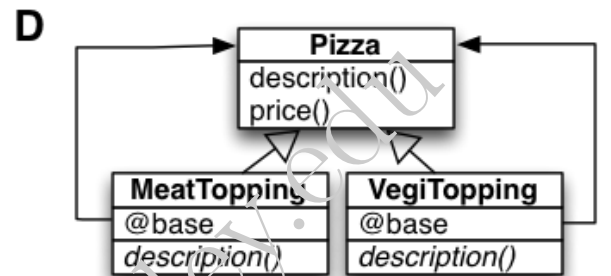 D
Pizza
description()
price()
MeatTopping
@base
description()
VegiTopping
@base
description()